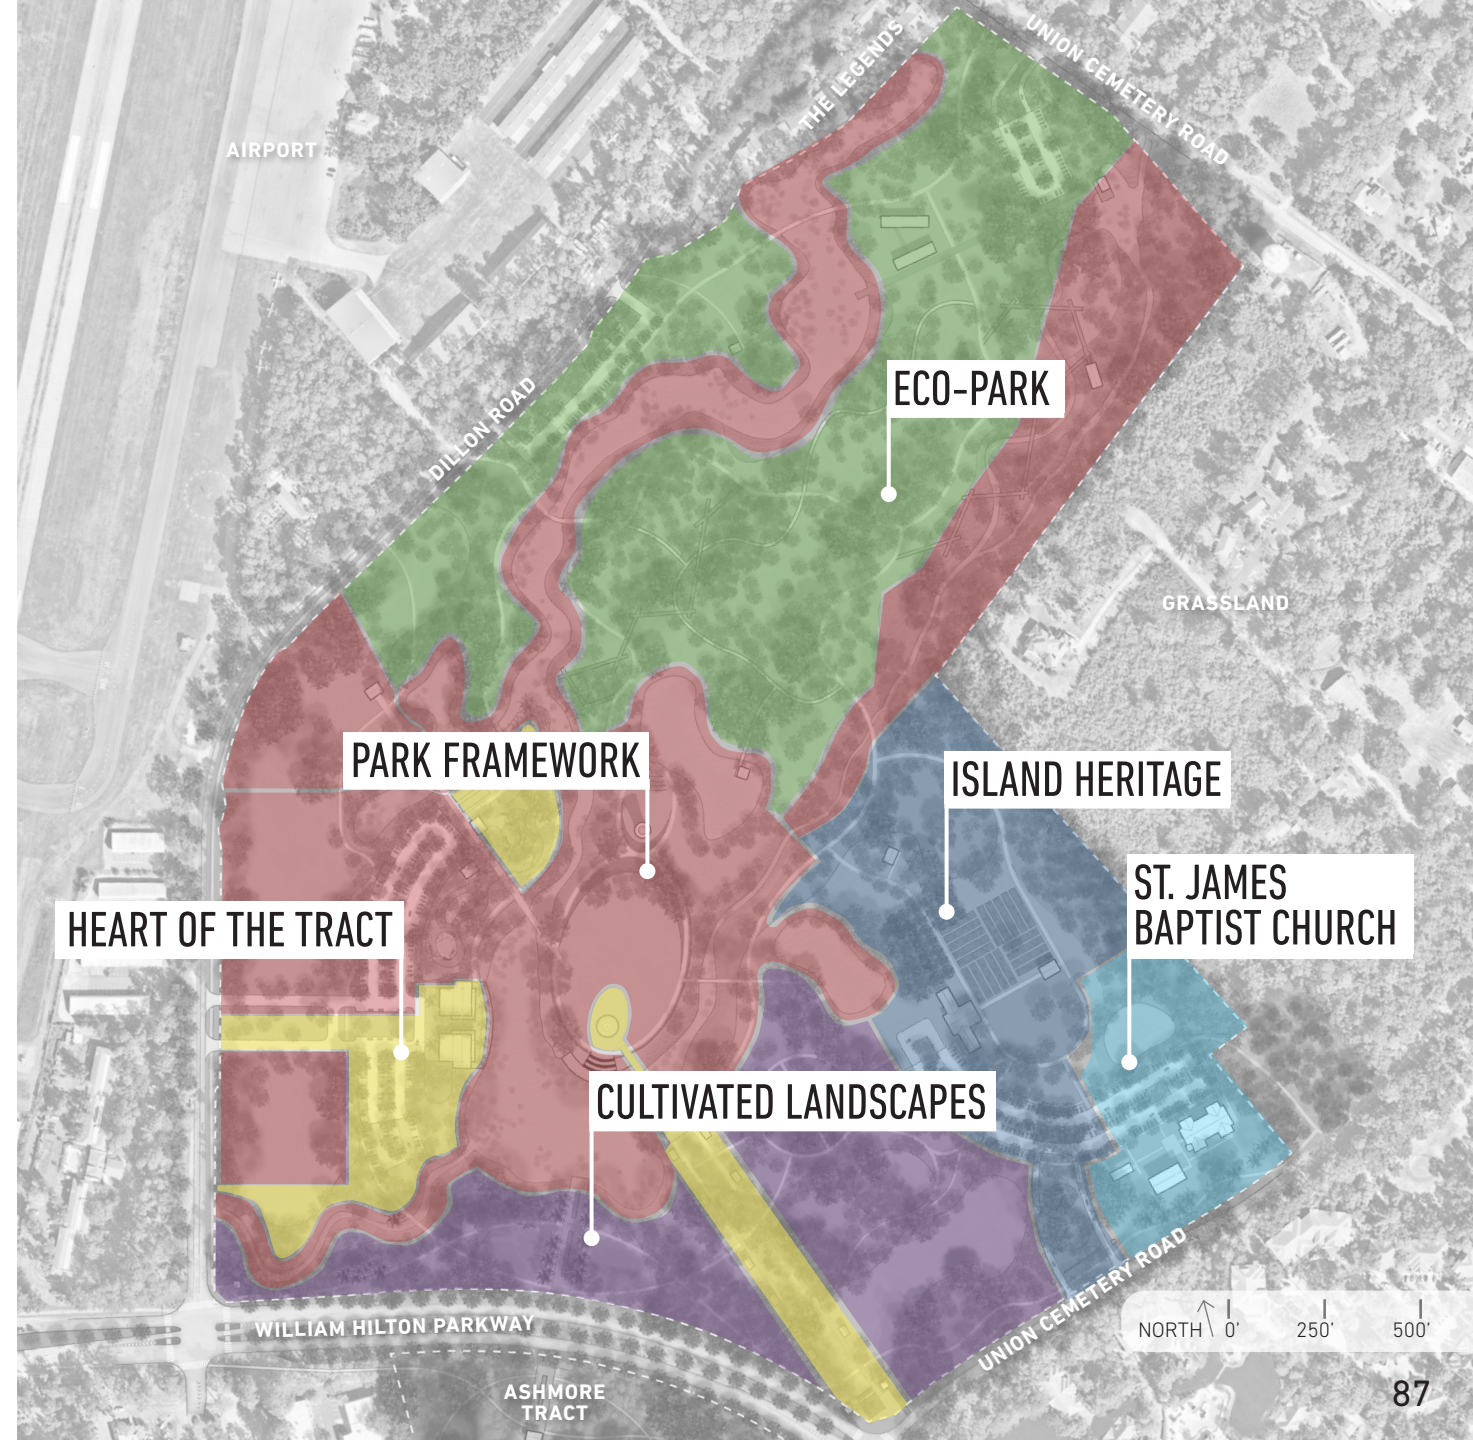 UNION CEMETERY ROAD
THE LEGENDS
AIRPORT
ECO-PARK
DILLON ROAD
GRASSLAND
PARK FRAMEWORK
ISLAND HERITAGE
ST. JAMES
BAPTIST CHURCH
HEART OF THE TRACT
CULTIVATED LANDSCAPES
UNION CEMETERY ROAD
WILLIAM HILTON PARKWAY
NORTH 0' 250' 500'
ASHMORE
TRACT
87